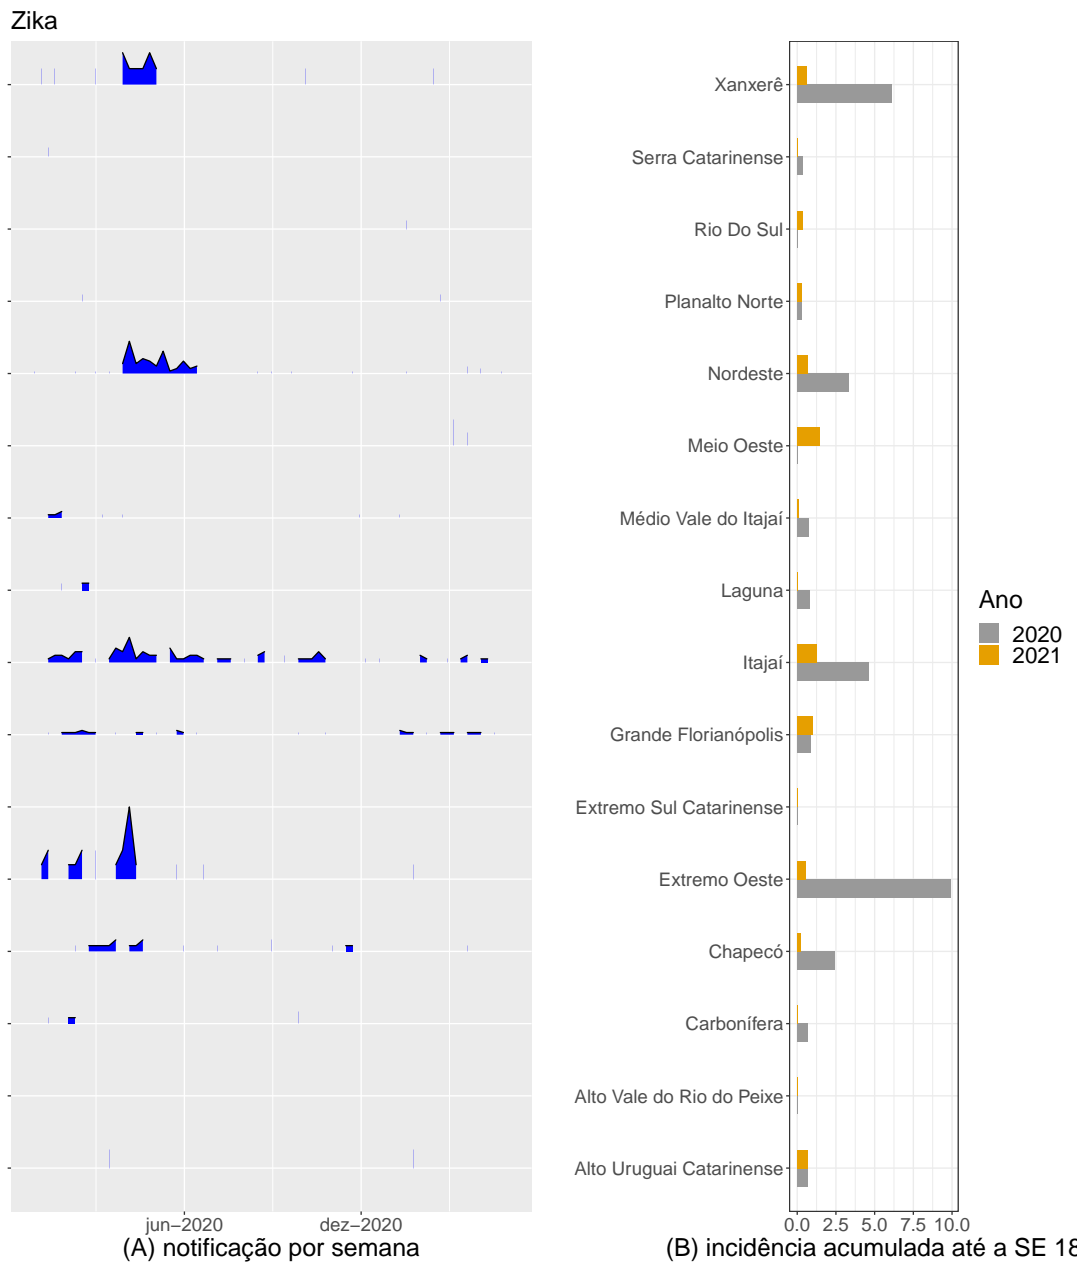 Zika
Xanxerê
Serra Catarinense
Rio Do Sul
Planalto Norte
Nordeste
Meio Oeste
Médio Vale do Itajaí
Laguna
Itajaí
Grande Florianópolis
Extremo Sul Catarinense
Extremo Oeste
Chapecó
Carbonífera
Alto Vale do Rio do Peixe
Alto Uruguai Catarinense
Ano
2020
2021
jun−2020 dez−2020
0.0 2.5 5.0 7.5 10.0
(A) notificação por semana
(B) incidência acumulada até a SE 18